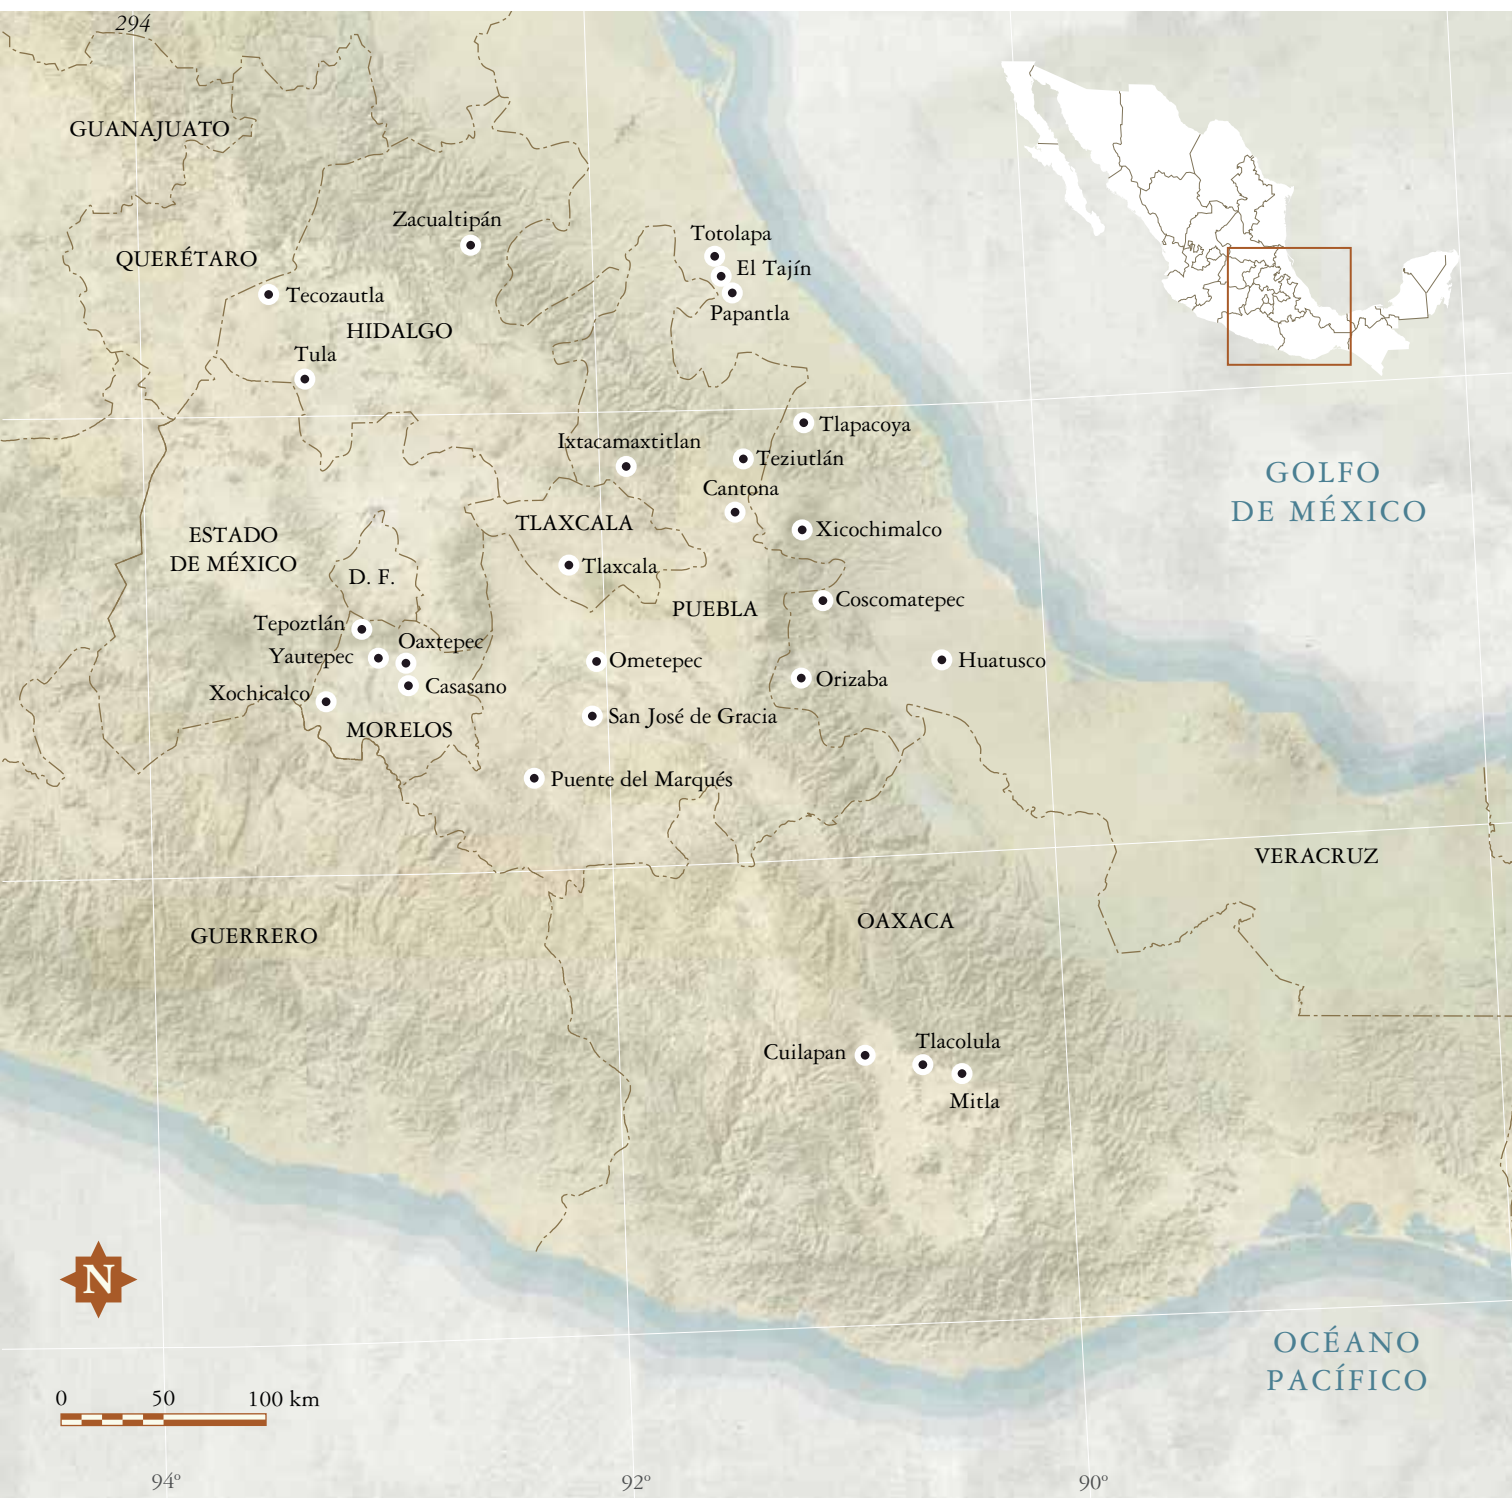 294
GUANAJUATO
Zacualtipán
Totolapa
QUERÉTARO
El Tajín
Tecozautla
Papantla
HIDALGO
Tula
Tlapacoya
Ixtacamaxtitlan
Teziutlán
GOLFO
DE MÉXICO
Cantona
TLAXCALA
Xicochimalco
ESTADO
DE MÉXICO
Tlaxcala
D. F.
PUEBLA
Coscomatepec
Tepoztlán
Oaxtepec
Yautepec
Ometepec
Huatusco
Orizaba
Casasano
Xochicalco
San José de Gracia
MORELOS
Puente del Marqués
VERACRUZ
OAXACA
GUERRERO
Tlacolula
Cuilapan
Mitla
N
OCÉANO
PACÍFICO
0 50 100 km
94º 92º 90º